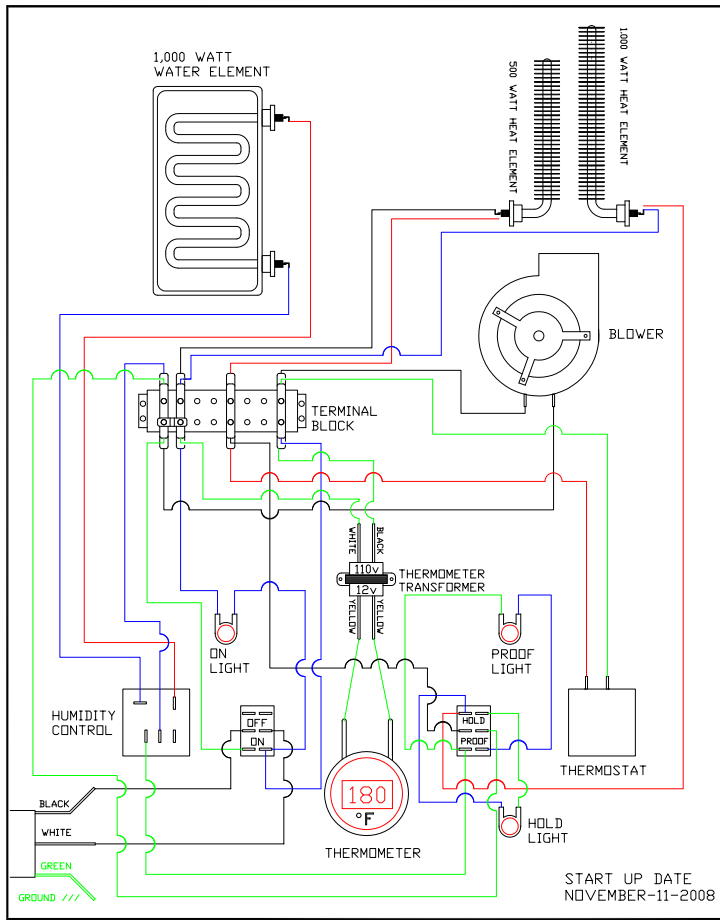 1,000 WATT
WATER ELEMENT
500 WATT HEAT ELEMENT
1,000 WATT HEAT ELEMENT
BLOWER
TERMINAL
BLOCK
WHITE
BLACK
110v
12v
THERMOMETER
TRANSFORMER
YELLOW
YELLOW
ON
LIGHT
PROOF
LIGHT
HUMIDITY
CONTROL
OFF
ON
HOLD
PROOF
THERMOSTAT
180
°F
BLACK
WHITE
GREEN
GROUND ///
THERMOMETER
HOLD
LIGHT
START UP DATE
NOVEMBER-11-2008